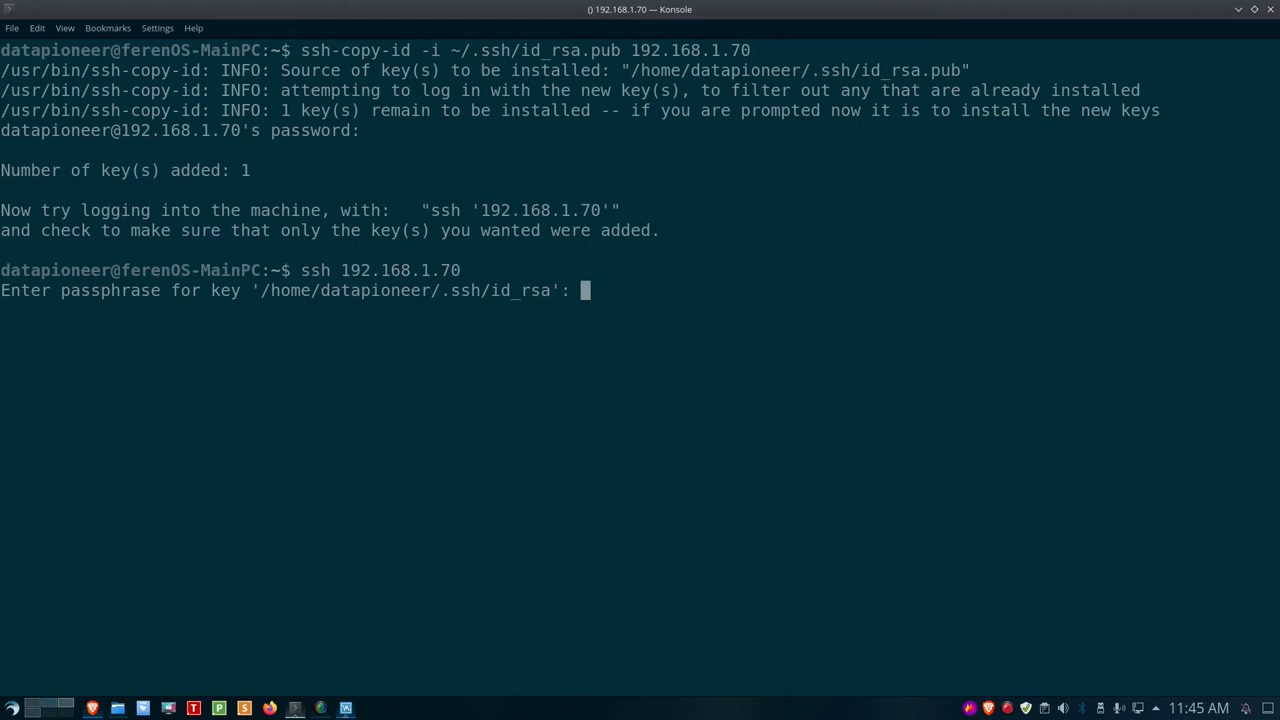 () 192.168.1.70 — Konsole
File Edit View Bookmarks Settings Help
datapioneer@ferenOS-MainPC:~$ ssh-copy-id -i ~/.ssh/id_rsa.pub 192.168.1.70
/usr/bin/ssh-copy-id: INFO: Source of key(s) to be installed: "/home/datapioneer/.ssh/id_rsa.pub"
/usr/bin/ssh-copy-id: INFO: attempting to log in with the new key(s), to filter out any that are already installed
/usr/bin/ssh-copy-id: INFO: 1 key(s) remain to be installed -- if you are prompted now it is to install the new keys
datapioneer@192.168.1.70's password:
Number of key(s) added: 1
Now try logging into the machine, with:   "ssh '192.168.1.70'"
and check to make sure that only the key(s) you wanted were added.
datapioneer@ferenOS-MainPC:~$ ssh 192.168.1.70
Enter passphrase for key '/home/datapioneer/.ssh/id_rsa':
T P S 11:45 AM